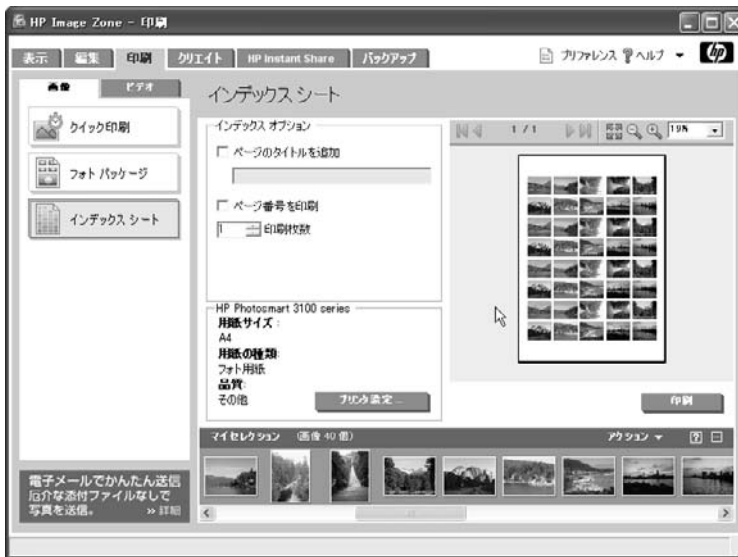 HP Image Zone - 印刷
表示 編集 印刷 クリエイト HP Instant Share バックアップ
プリファレンス ヘルプ
hp
画像 ビデオ
クイック印刷
フォト パッケージ
インデックス シート
電子メールでかんたん送信
厄介な添付ファイルなしで
写真を送信。 >> 詳細
インデックス シート
インデックス オプション
ページのタイトルを追加
ページ番号を印刷
1 印刷枚数
HP Photosmart 3100 series
用紙サイズ:
A4
用紙の種類:
フォト用紙
品質:
その他
プリンタ設定...
1 / 1
19%
印刷
マイセレクション (画像 40 個)
アクション
?